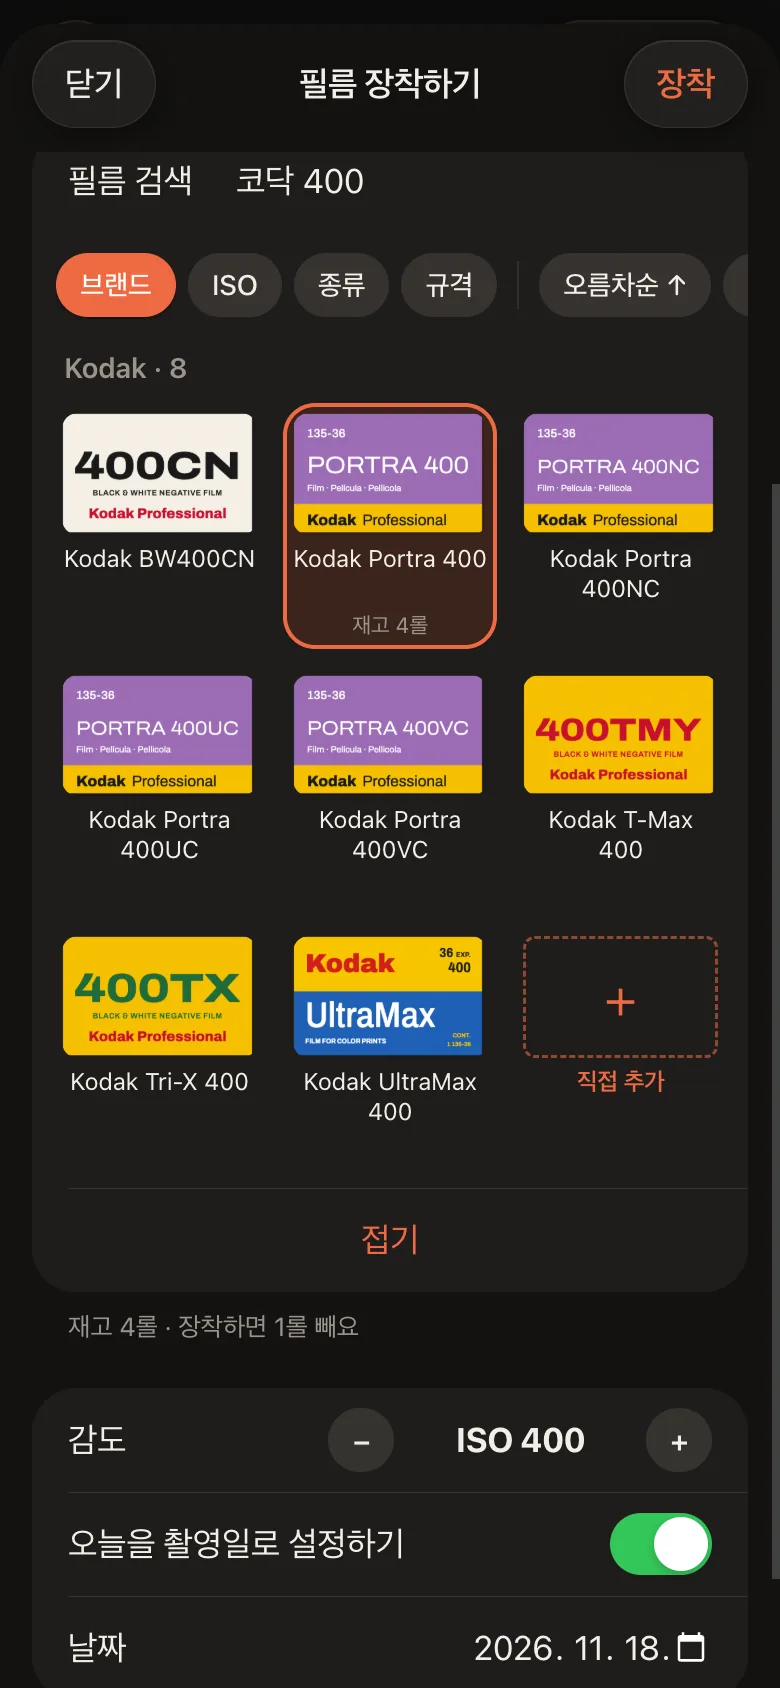 닫기
필름 장착하기
장착
필름 검색 코닥 400
브랜드 ISO 종류 규격 오름차순 ↑
Kodak · 8
400CN
BLACK & WHITE NEGATIVE FILM
Kodak Professional
Kodak BW400CN
135-36
PORTRA 400
Film · Película · Pellicola
Kodak Professional
Kodak Portra 400
재고 4롤
135-36
PORTRA 400NC
Film · Película · Pellicola
Kodak Professional
Kodak Portra
400NC
135-36
PORTRA 400UC
Film · Película · Pellicola
Kodak Professional
Kodak Portra
400UC
135-36
PORTRA 400VC
Film · Película · Pellicola
Kodak Professional
Kodak Portra
400VC
400TMY
BLACK & WHITE NEGATIVE FILM
Kodak Professional
Kodak T-Max
400
400TX
BLACK & WHITE NEGATIVE FILM
Kodak Professional
Kodak Tri-X 400
Kodak
36 EXP.
400
UltraMax
FILM FOR COLOR PRINTS
CONT.
1 135-36
Kodak UltraMax
400
+
직접 추가
접기
재고 4롤 · 장착하면 1롤 빼요
감도 − ISO 400 +
오늘을 촬영일로 설정하기
날짜 2026. 11. 18.